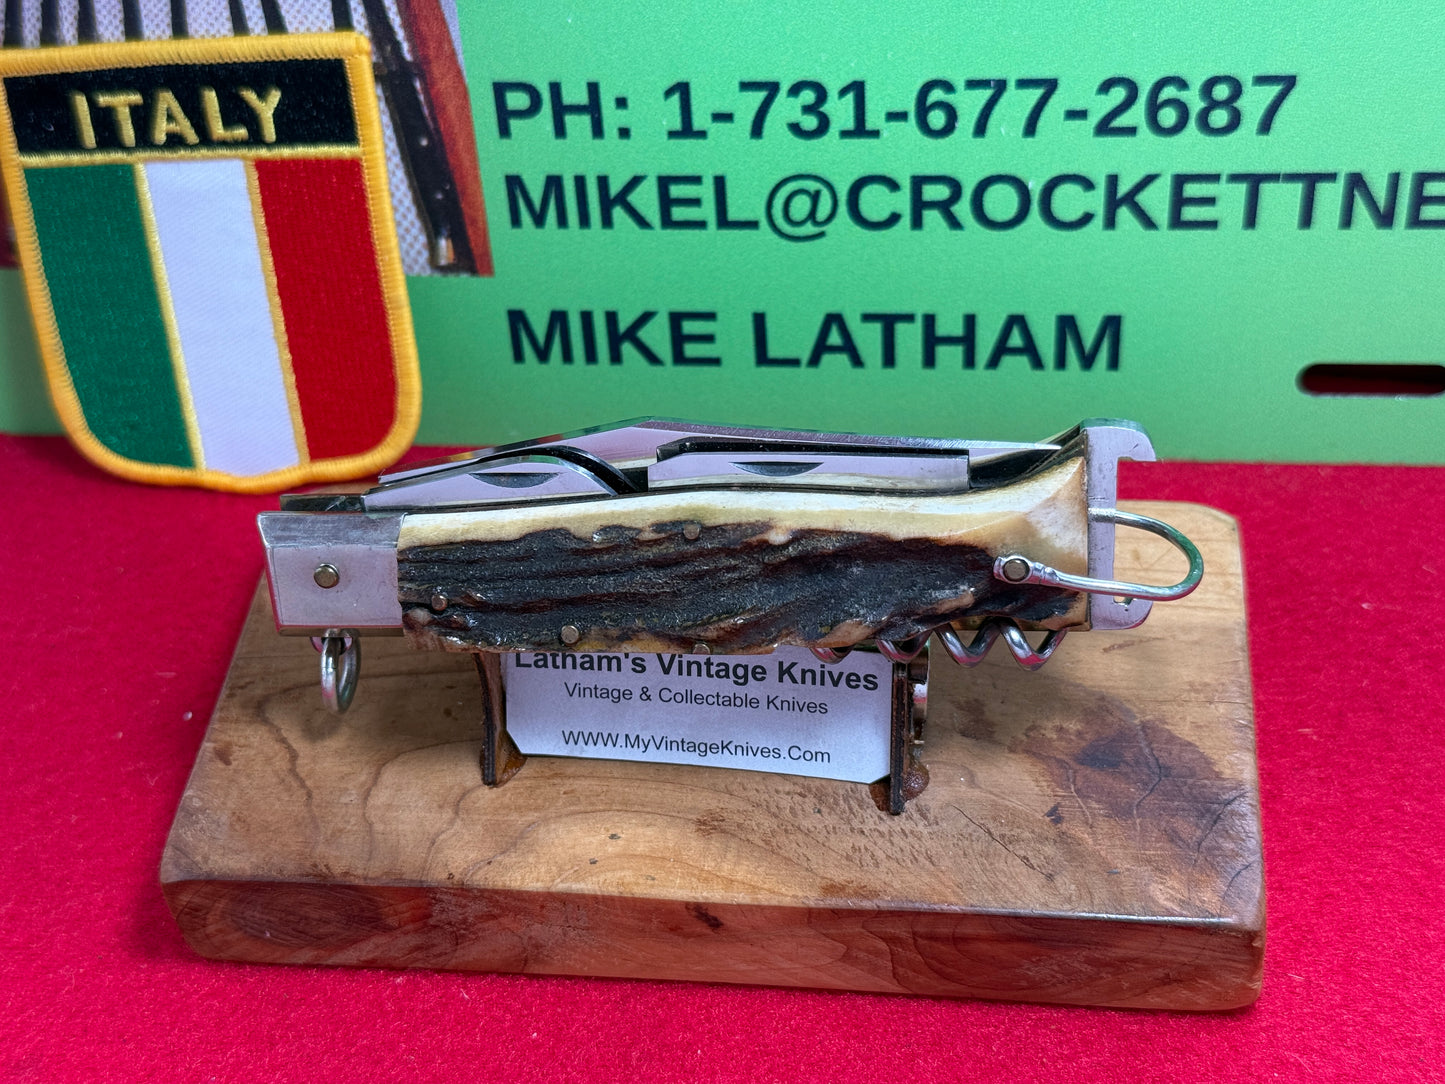 ITALY
PH: 1-731-677-2687
MIKEL@CROCKETTNE
MIKE LATHAM
Latham's Vintage Knives
Vintage & Collectable Knives
WWW.MyVintageKnives.Com